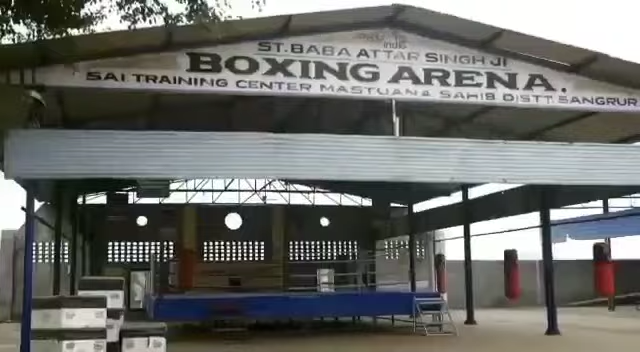 ST. BABA ATTAR SINGH JI
BOXING ARENA.
SAI TRAINING CENTER MASTUANA SAHIB DISTT. SANGRUR